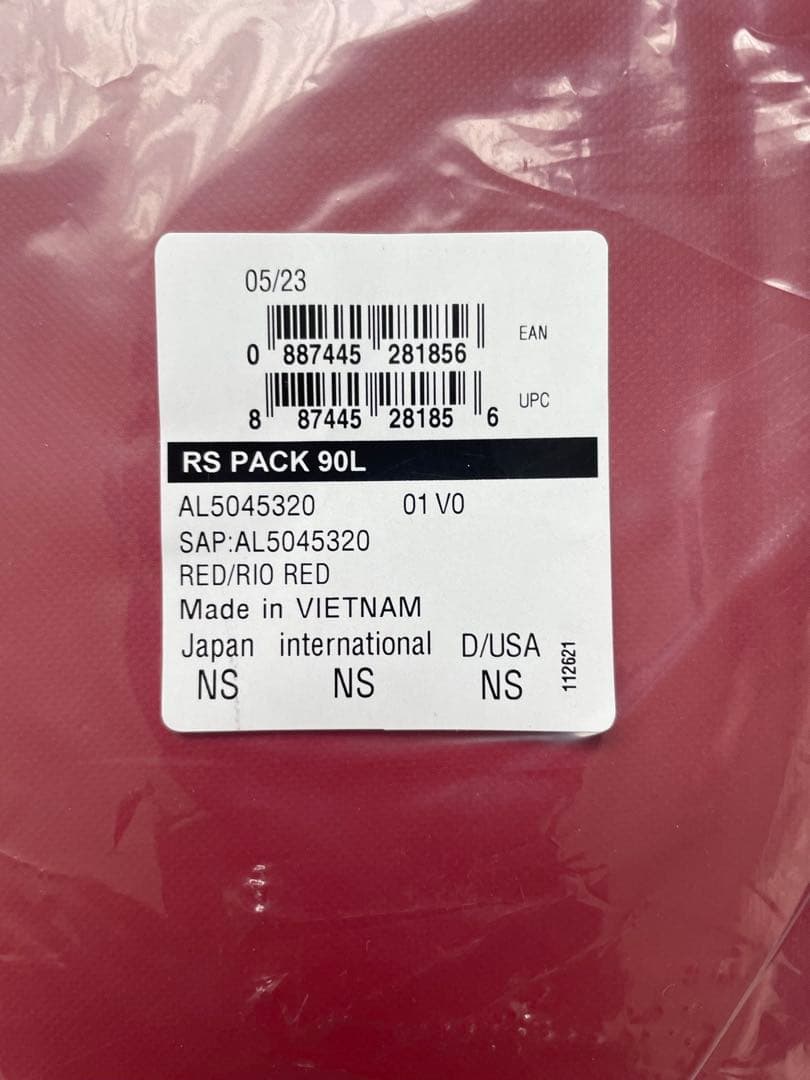 05/23
0 887445 281856 EAN
8 87445 28185 6 UPC
RS PACK 90L
AL5045320 01 V0
SAP:AL5045320
RED/RIO RED
Made in VIETNAM
Japan international D/USA
NS NS NS
112621